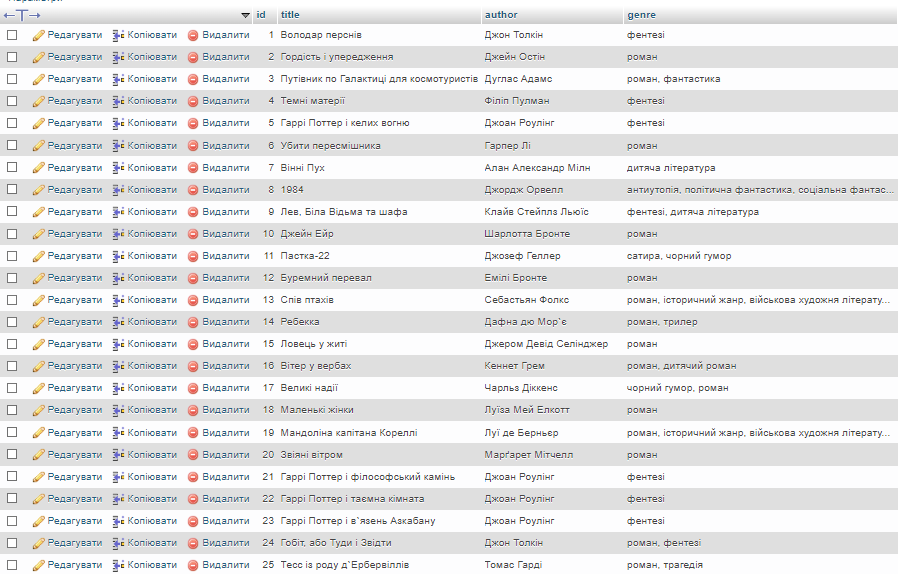 ←T→ id title author genre
Редагувати Копіювати Видалити 1 Володар перснів Джон Толкін фентезі
Редагувати Копіювати Видалити 2 Гордість і упередження Джейн Остін роман
Редагувати Копіювати Видалити 3 Путівник по Галактиці для космотуристів Дуглас Адамс роман, фантастика
Редагувати Копіювати Видалити 4 Темні матерії Філіп Пулман фентезі
Редагувати Копіювати Видалити 5 Гаррі Поттер і келих вогню Джоан Роулінг фентезі
Редагувати Копіювати Видалити 6 Убити пересмішника Гарпер Лі роман
Редагувати Копіювати Видалити 7 Вінні Пух Алан Александр Мілн дитяча література
Редагувати Копіювати Видалити 8 1984 Джордж Орвелл антиутопія, політична фантастика, соціальна фантас...
Редагувати Копіювати Видалити 9 Лев, Біла Відьма та шафа Клайв Стейплз Льюїс фентезі, дитяча література
Редагувати Копіювати Видалити 10 Джейн Ейр Шарлотта Бронте роман
Редагувати Копіювати Видалити 11 Пастка-22 Джозеф Геллер сатира, чорний гумор
Редагувати Копіювати Видалити 12 Буремний перевал Емілі Бронте роман
Редагувати Копіювати Видалити 13 Спів птахів Себастьян Фолкс роман, історичний жанр, військова художня літерату...
Редагувати Копіювати Видалити 14 Ребекка Дафна дю Мор`є роман, трилер
Редагувати Копіювати Видалити 15 Ловець у житі Джером Девід Селінджер роман
Редагувати Копіювати Видалити 16 Вітер у вербах Кеннет Грем роман, дитячий роман
Редагувати Копіювати Видалити 17 Великі надії Чарльз Діккенс чорний гумор, роман
Редагувати Копіювати Видалити 18 Маленькі жінки Луїза Мей Елкотт роман
Редагувати Копіювати Видалити 19 Мандоліна капітана Кореллі Луї де Берньєр роман, історичний жанр, військова художня літерату...
Редагувати Копіювати Видалити 20 Звіяні вітром Марґарет Мітчелл роман
Редагувати Копіювати Видалити 21 Гаррі Поттер і філософський камінь Джоан Роулінг фентезі
Редагувати Копіювати Видалити 22 Гаррі Поттер і таємна кімната Джоан Роулінг фентезі
Редагувати Копіювати Видалити 23 Гаррі Поттер і в`язень Азкабану Джоан Роулінг фентезі
Редагувати Копіювати Видалити 24 Гобіт, або Туди і Звідти Джон Толкін роман, фентезі
Редагувати Копіювати Видалити 25 Тесс із роду д`Ербервіллів Томас Гарді роман, трагедія